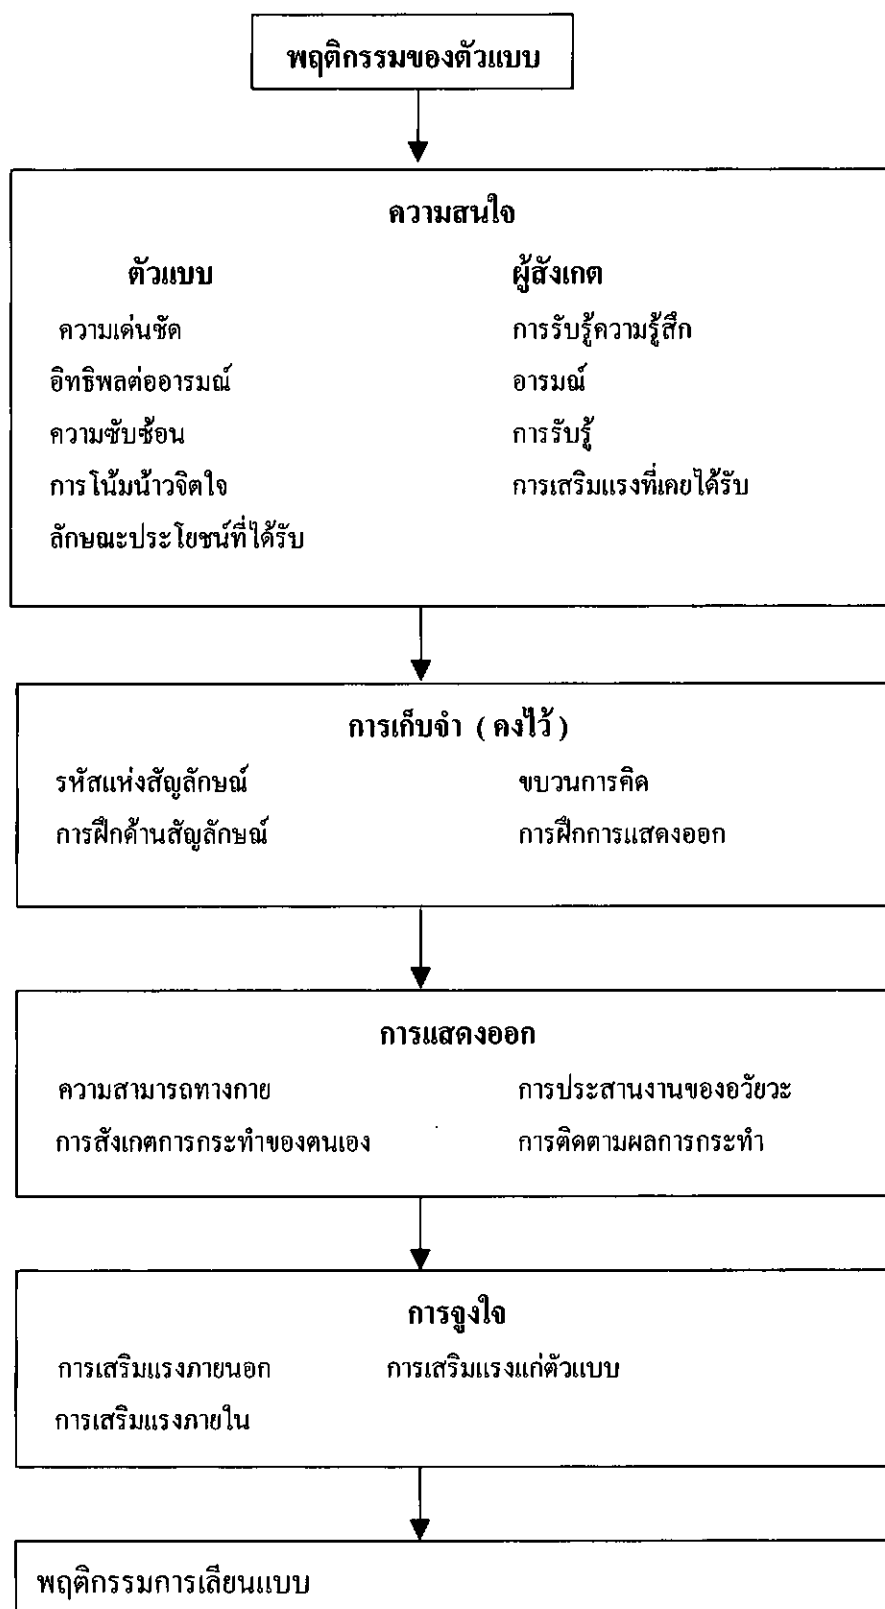 พฤติกรรมของตัวแบบ
ความสนใจ
ตัวแบบ ผู้สังเกต
ความเด่นชัด การรับรู้ความรู้สึก
อิทธิพลต่ออารมณ์ อารมณ์
ความซับซ้อน การรับรู้
การโน้มน้าวจิตใจ การเสริมแรงที่เคยได้รับ
ลักษณะประโยชน์ที่ได้รับ
การเก็บจำ ( คงไว้ )
รหัสแห่งสัญลักษณ์ ขบวนการคิด
การฝึกด้านสัญลักษณ์ การฝึกการแสดงออก
การแสดงออก
ความสามารถทางกาย การประสานงานของอวัยวะ
การสังเกตการกระทำของตนเอง การติดตามผลการกระทำ
การจูงใจ
การเสริมแรงภายนอก การเสริมแรงแก่ตัวแบบ
การเสริมแรงภายใน
พฤติกรรมการเลียนแบบ